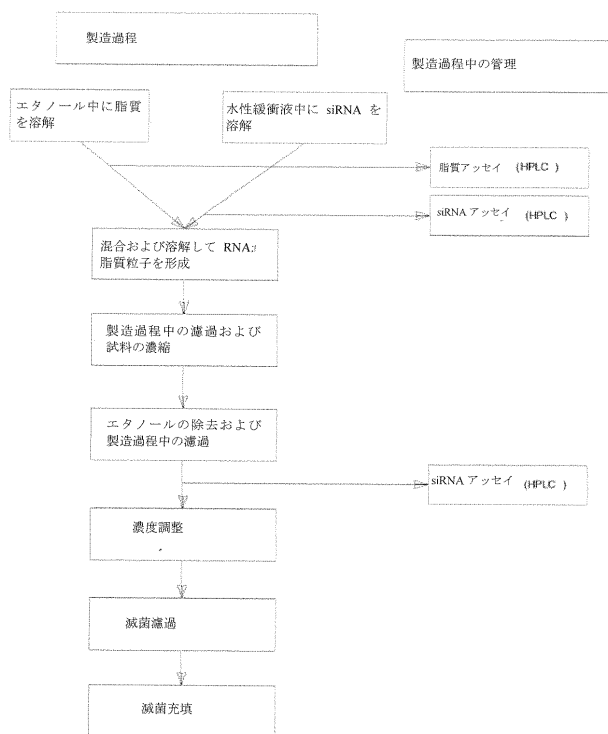 製造過程
製造過程中の管理
エタノール中に脂質
を溶解
水性緩衝液中に siRNA を
溶解
脂質アッセイ (HPLC)
siRNA アッセイ (HPLC)
混合および溶解して RNA:
脂質粒子を形成
製造過程中の濾過および
試料の濃縮
エタノールの除去および
製造過程中の濾過
siRNA アッセイ (HPLC)
濃度調整
滅菌濾過
滅菌充填